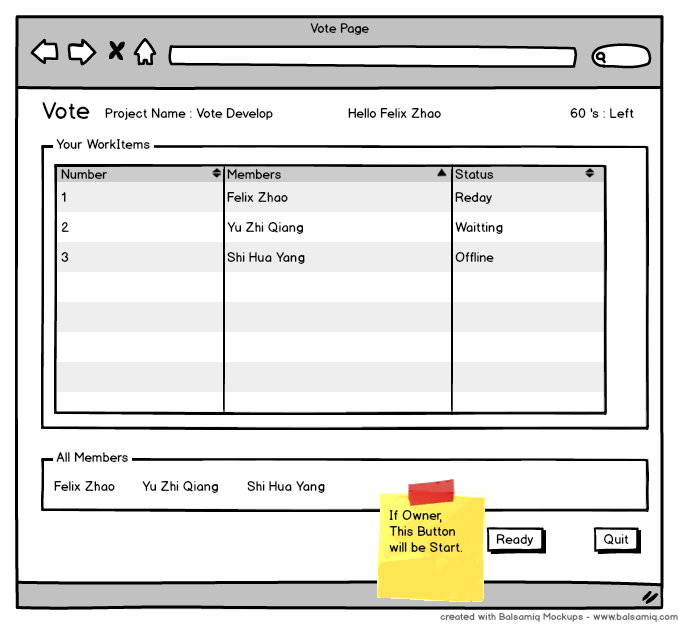 Vote Page
Vote Project Name : Vote Develop Hello Felix Zhao 60 's : Left
Your WorkItems
Number Members Status
1 Felix Zhao Reday
2 Yu Zhi Qiang Waitting
3 Shi Hua Yang Offline
All Members
Felix Zhao Yu Zhi Qiang Shi Hua Yang
If Owner,
This Button
will be Start.
Ready Quit
created with Balsamiq Mockups - www.balsamiq.com